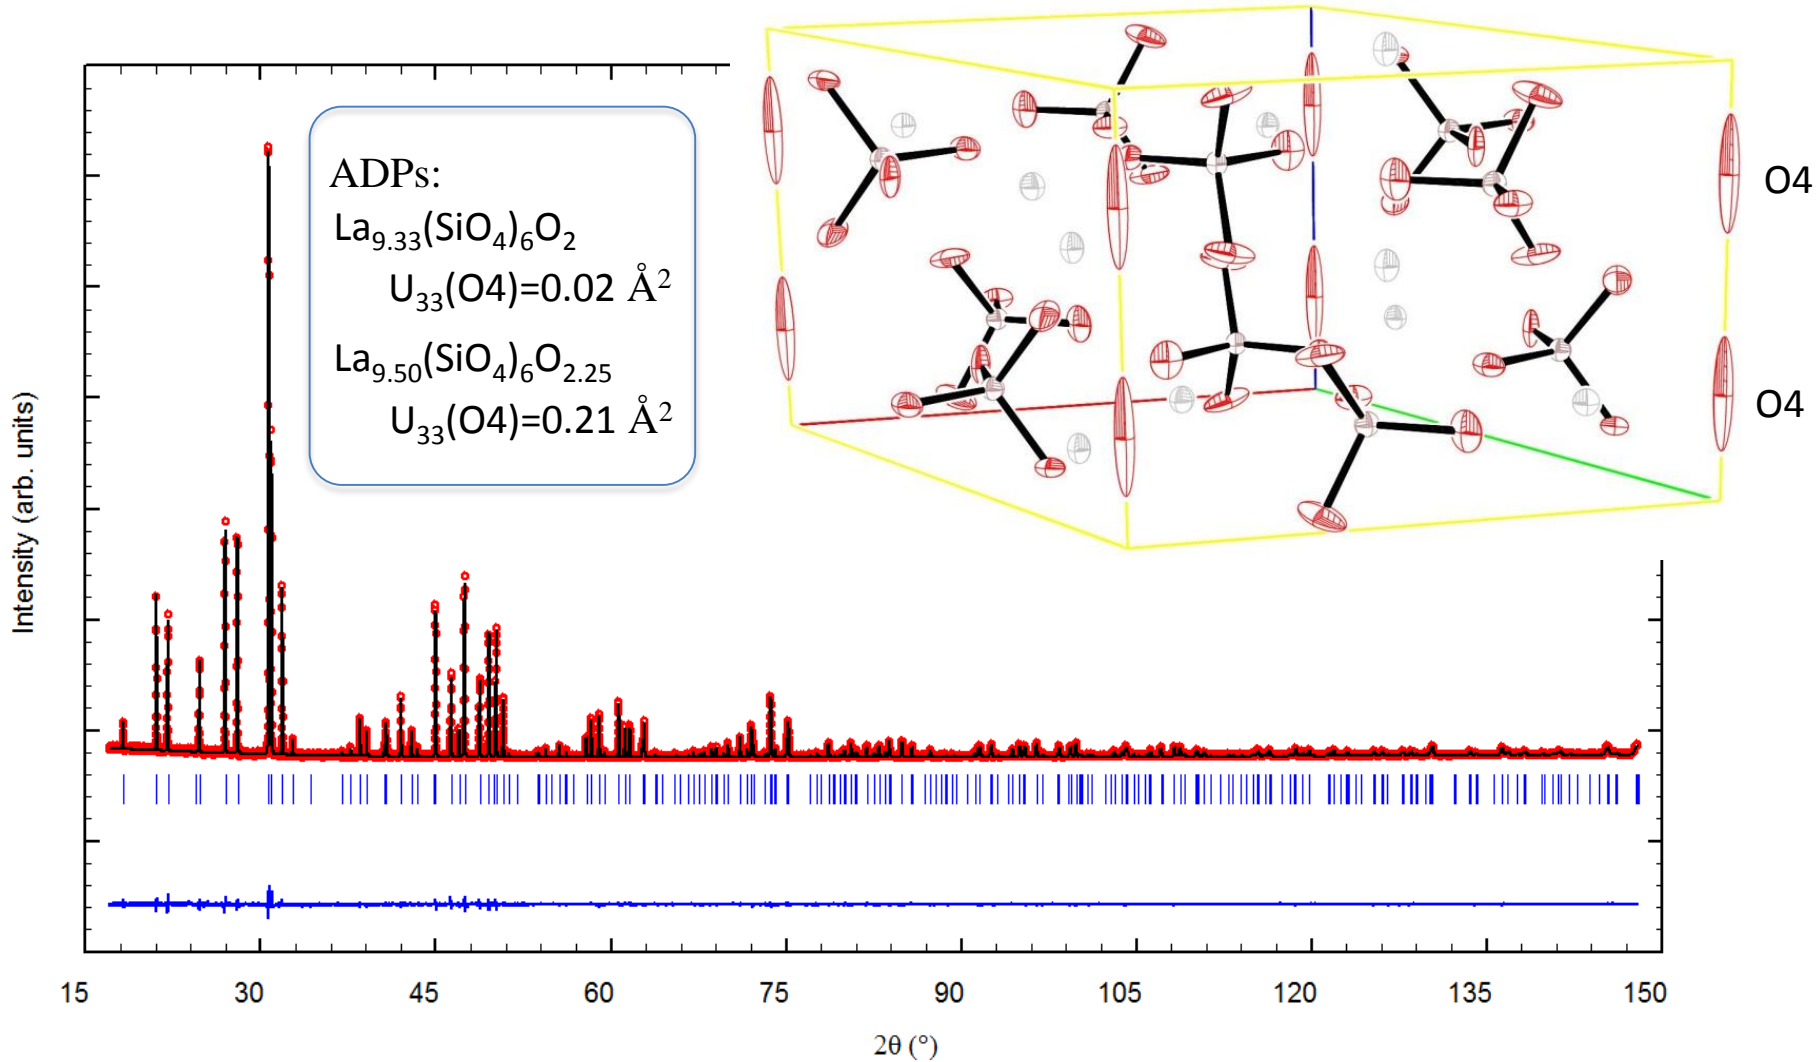 ADPs:
La9.33(SiO4)6O2
U33(O4)=0.02 Å2
La9.50(SiO4)6O2.25
U33(O4)=0.21 Å2
O4
O4
Intensity (arb. units)
15 30 45 60 75 90 105 120 135 150
2θ (°)